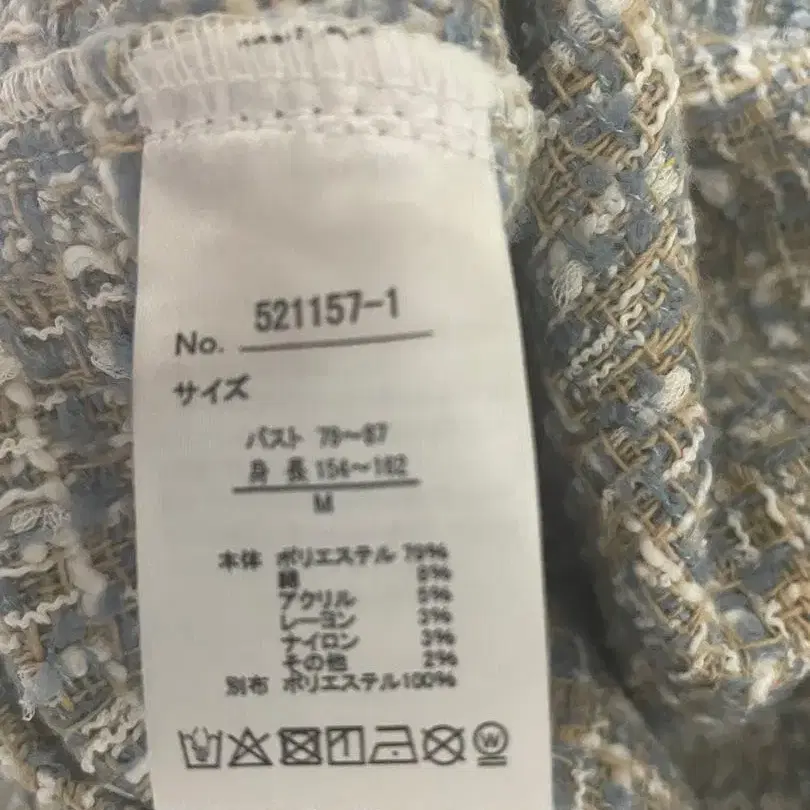 No. 521157-1
サイズ
バスト 79〜87
身長 154〜162
M
本体 ポリエステル 79%
綿 8%
アクリル 5%
レーヨン 3%
ナイロン 3%
その他 2%
別布 ポリエステル100%
W